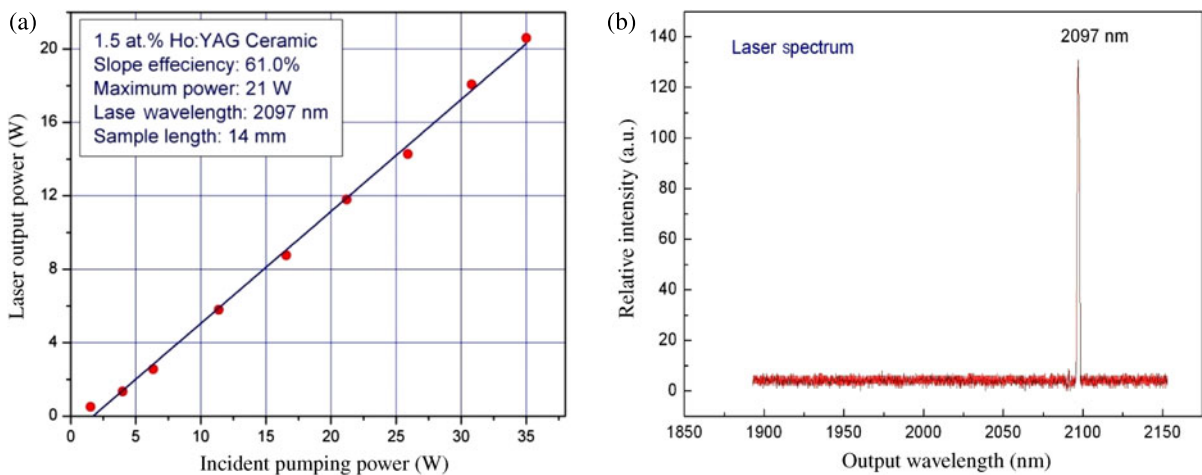 (a)
1.5 at.% Ho:YAG Ceramic
Slope effeciency: 61.0%
Maximum power: 21 W
Lase wavelength: 2097 nm
Sample length: 14 mm
Laser output power (W)
20
16
12
8
4
0
0 5 10 15 20 25 30 35
Incident pumping power (W)
(b)
Laser spectrum
2097 nm
Relative intensity (a.u.)
140
120
100
80
60
40
20
0
1850 1900 1950 2000 2050 2100 2150
Output wavelength (nm)